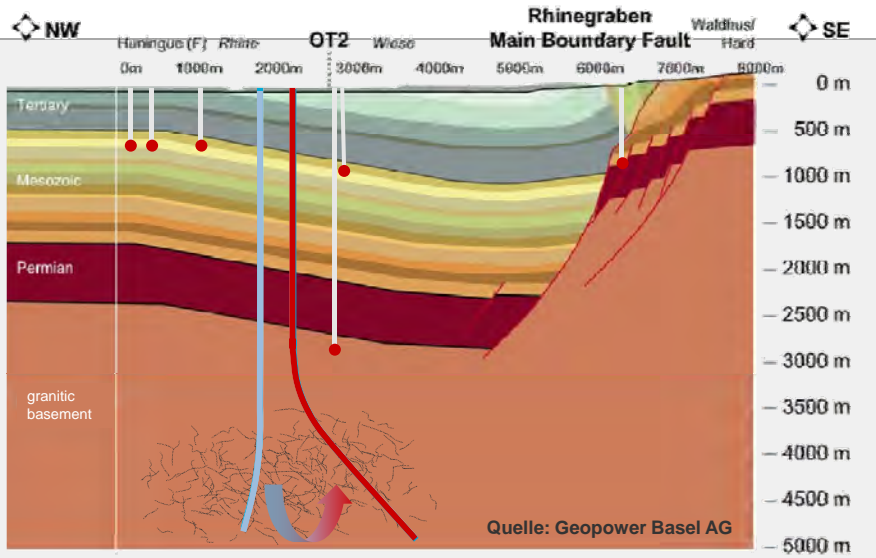 NW
Huningue (F) Rhine
OT2
Wiese
Rhinegraben
Main Boundary Fault
Waldhus/
Hard
SE
0m 1000m 2000m 3000m 4000m 5000m 6000m 7000m 8000m
Tertiary
Mesozoic
Permian
granitic
basement
0 m
500 m
1000 m
1500 m
2000 m
2500 m
3000 m
3500 m
4000 m
4500 m
5000 m
Quelle: Geopower Basel AG